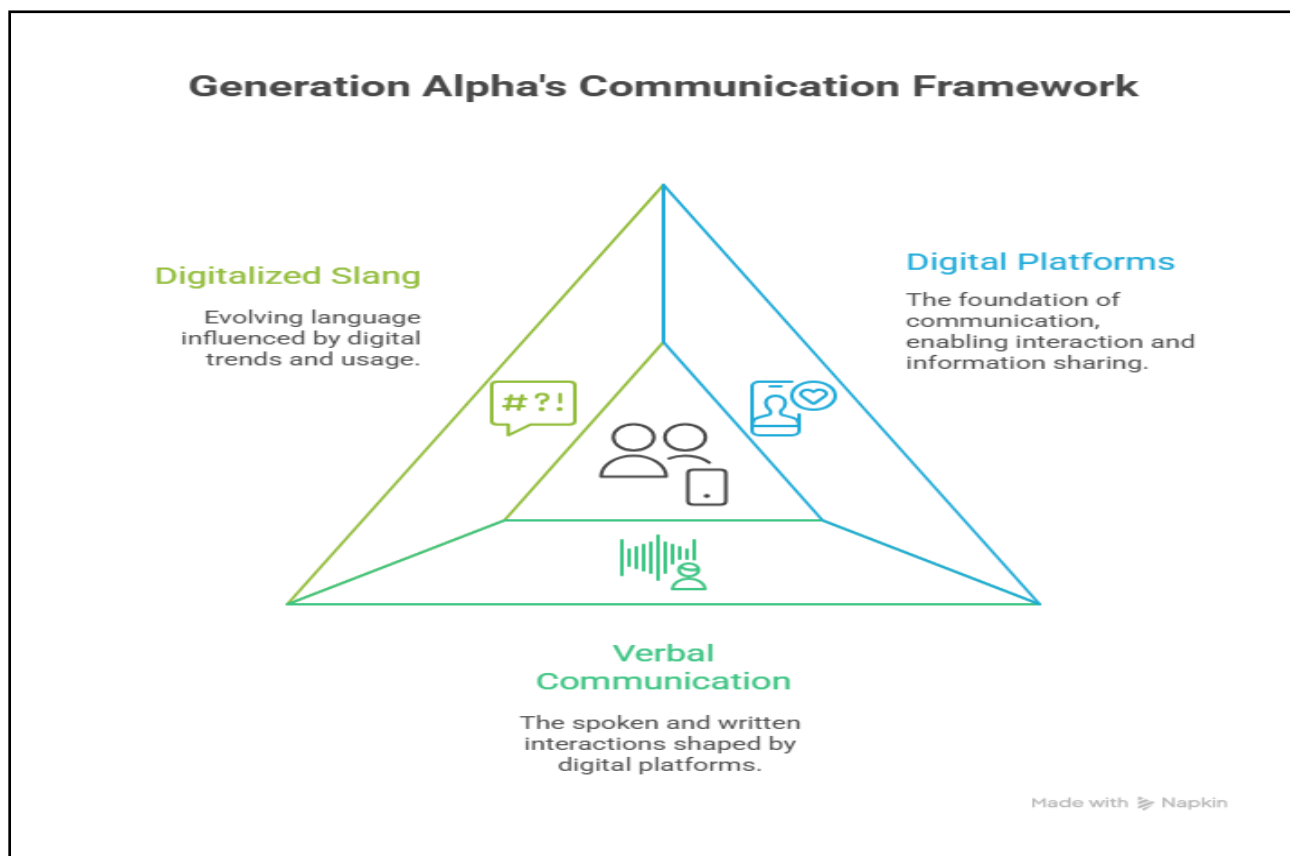 Generation Alpha's Communication Framework
Digitalized Slang
Evolving language
influenced by digital
trends and usage.
Digital Platforms
The foundation of
communication,
enabling interaction and
information sharing.
#?!
Verbal
Communication
The spoken and written
interactions shaped by
digital platforms.
Made with Napkin